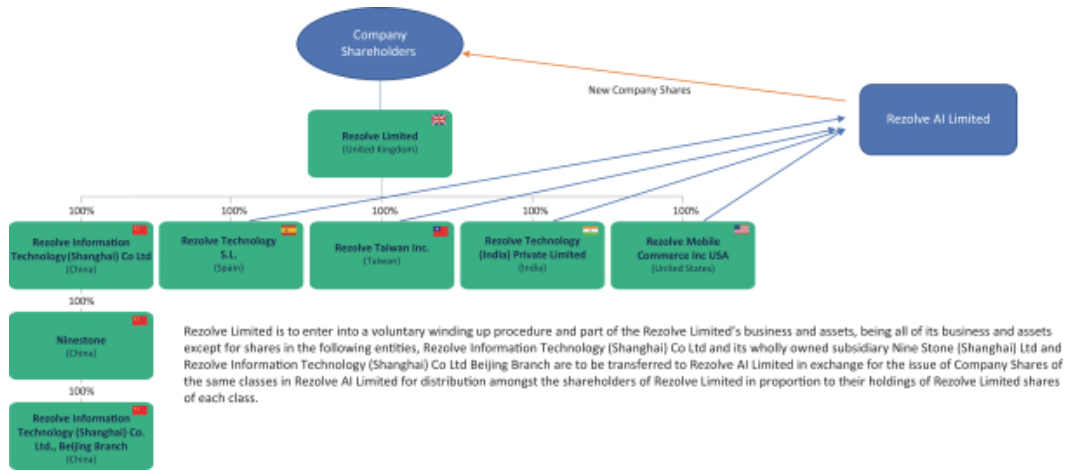 Company
Shareholders
New Company Shares
Rezolve AI Limited
Rezolve Limited
(United Kingdom)
100%
100%
100%
100%
100%
Rezolve Information
Technology(Shanghai) Co Ltd
(China)
Rezolve Technology
S.L.
(Spain)
Rezolve Taiwan Inc.
(Taiwan)
Rezolve Technology
(India) Private Limited
(India)
Rezolve Mobile
Commerce Inc USA
(United States)
100%
Ninestone
(China)
100%
Rezolve Information
Technology (Shanghai) Co.
Ltd., Beijing Branch
(China)
Rezolve Limited is to enter into a voluntary winding up procedure and part of the Rezolve Limited's business and assets, being all of its business and assets
except for shares in the following entities, Rezolve Information Technology (Shanghai) Co Ltd and its wholly owned subsidiary Nine Stone (Shanghai) Ltd and
Rezolve Information Technology (Shanghai) Co Ltd Beijing Branch are to be transferred to Rezolve AI Limited in exchange for the issue of Company Shares of
the same classes in Rezolve AI Limited for distribution amongst the shareholders of Rezolve Limited in proportion to their holdings of Rezolve Limited shares
of each class.